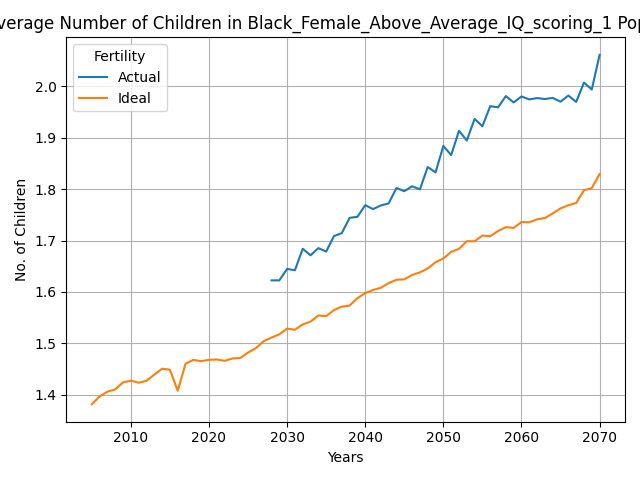 verage Number of Children in Black_Female_Above_Average_IQ_scoring_1 Pop
Fertility
Actual
Ideal
No. of Children
2.0
1.9
1.8
1.7
1.6
1.5
1.4
2010 2020 2030 2040 2050 2060 2070
Years